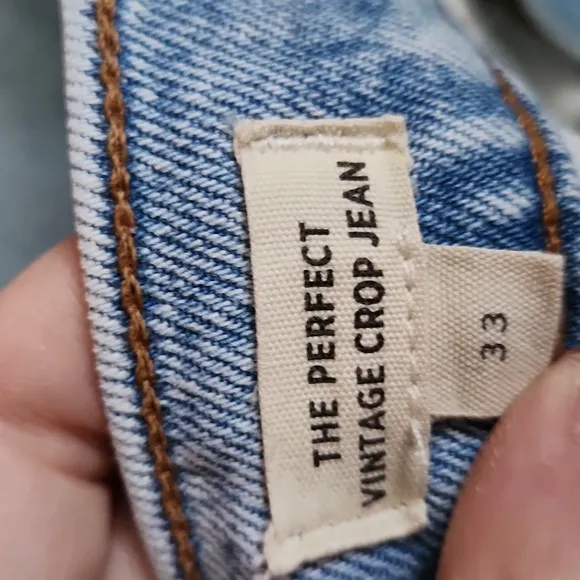 THE PERFECT
VINTAGE CROP JEAN
33